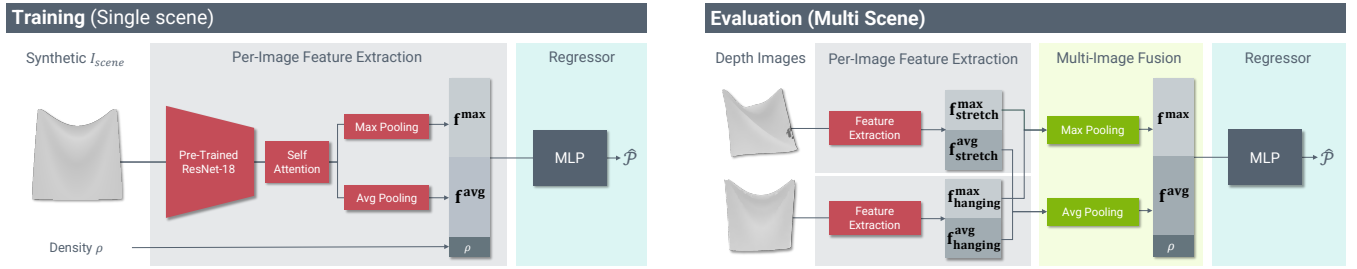 Training (Single scene)
Synthetic I_scene
Per-Image Feature Extraction
Regressor
Pre-Trained
ResNet-18
Self
Attention
Max Pooling
Avg Pooling
f^max
f^avg
ρ
MLP
𝒫̂
Density ρ
Evaluation (Multi Scene)
Depth Images
Per-Image Feature Extraction
Multi-Image Fusion
Regressor
Feature
Extraction
f^max_stretch
f^avg_stretch
Feature
Extraction
f^max_hanging
f^avg_hanging
Max Pooling
Avg Pooling
f^max
f^avg
ρ
MLP
𝒫̂